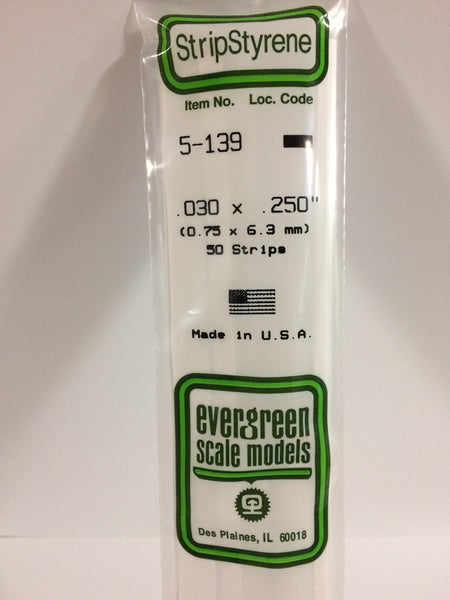 StripStyrene
Item No. Loc. Code
5-139
.030 x .250"
(0.75 x 6.3 mm)
50 Strips
Made in U.S.A.
evergreen
scale models
Des Plaines, IL 60018